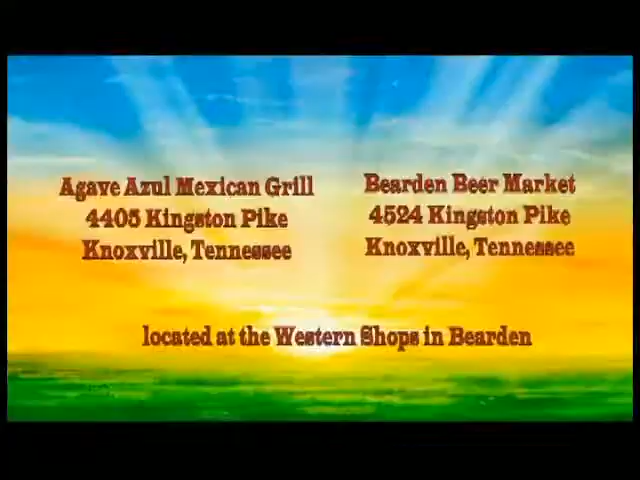 Agave Azul Mexican Grill
4405 Kingston Pike
Knoxville, Tennessee
Bearden Beer Market
4524 Kingston Pike
Knoxville, Tennessee
located at the Western Shops in Bearden